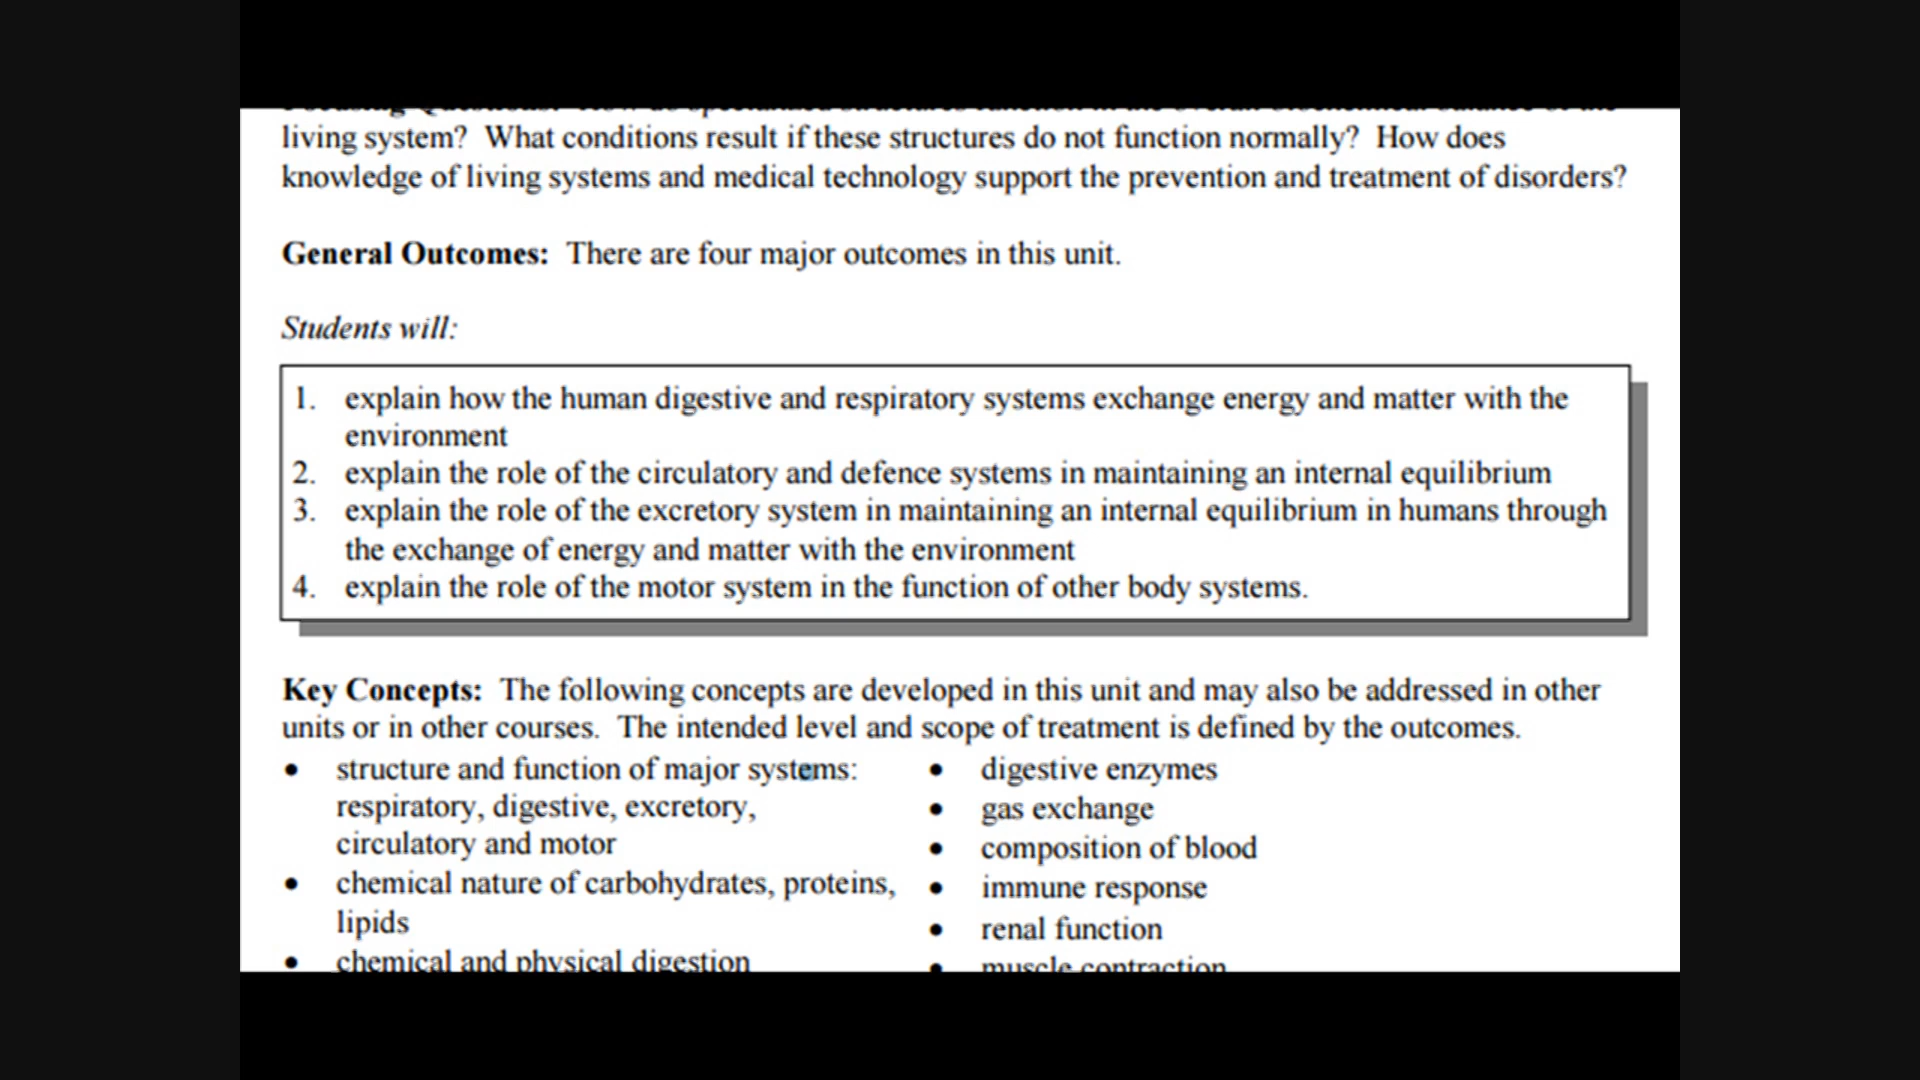 living system? What conditions result if these structures do not function normally? How does
knowledge of living systems and medical technology support the prevention and treatment of disorders?
General Outcomes: There are four major outcomes in this unit.
Students will:
1. explain how the human digestive and respiratory systems exchange energy and matter with the
environment
2. explain the role of the circulatory and defence systems in maintaining an internal equilibrium
3. explain the role of the excretory system in maintaining an internal equilibrium in humans through
the exchange of energy and matter with the environment
4. explain the role of the motor system in the function of other body systems.
Key Concepts: The following concepts are developed in this unit and may also be addressed in other
units or in other courses. The intended level and scope of treatment is defined by the outcomes.
• structure and function of major systems:
respiratory, digestive, excretory,
circulatory and motor
• chemical nature of carbohydrates, proteins,
lipids
• chemical and physical digestion
• digestive enzymes
• gas exchange
• composition of blood
• immune response
• renal function
• muscle contraction